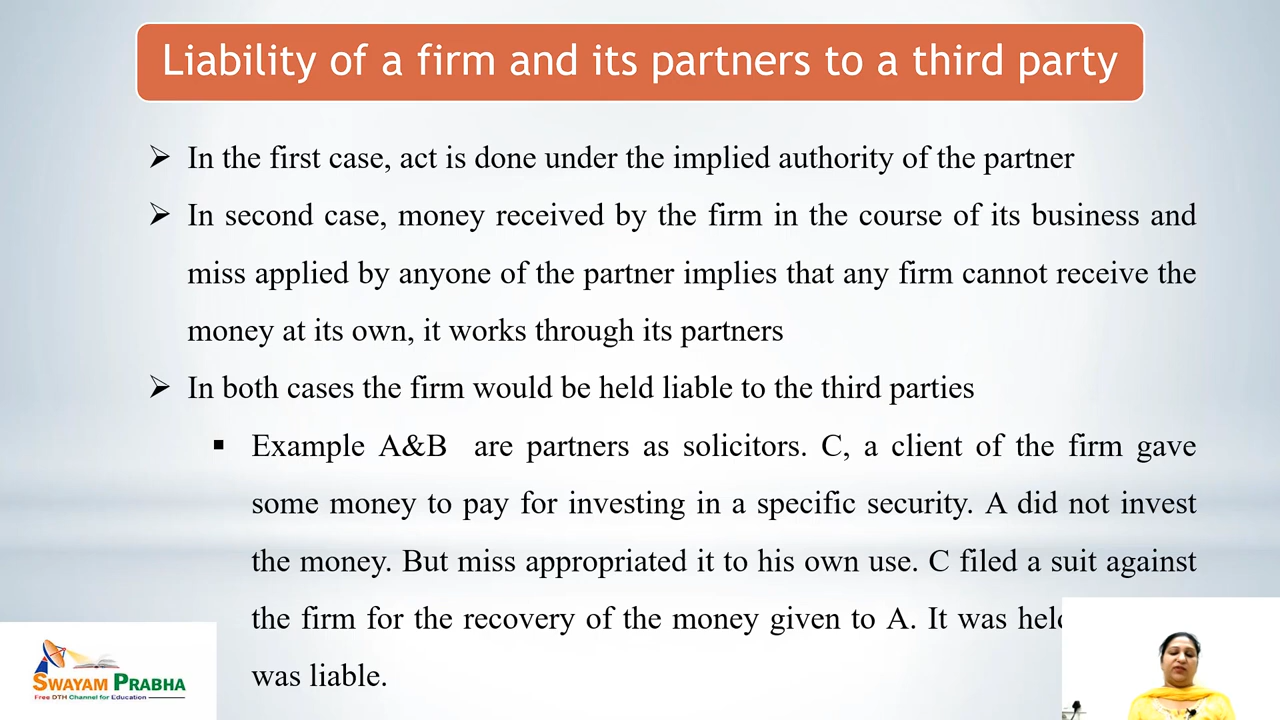 Liability of a firm and its partners to a third party
In the first case, act is done under the implied authority of the partner
In second case, money received by the firm in the course of its business and
miss applied by anyone of the partner implies that any firm cannot receive the
money at its own, it works through its partners
In both cases the firm would be held liable to the third parties
Example A&B are partners as solicitors. C, a client of the firm gave
some money to pay for investing in a specific security. A did not invest
the money. But miss appropriated it to his own use. C filed a suit against
the firm for the recovery of the money given to A. It was
was liable.
SWAYAM PRABHA
Free DTH Channel for Education